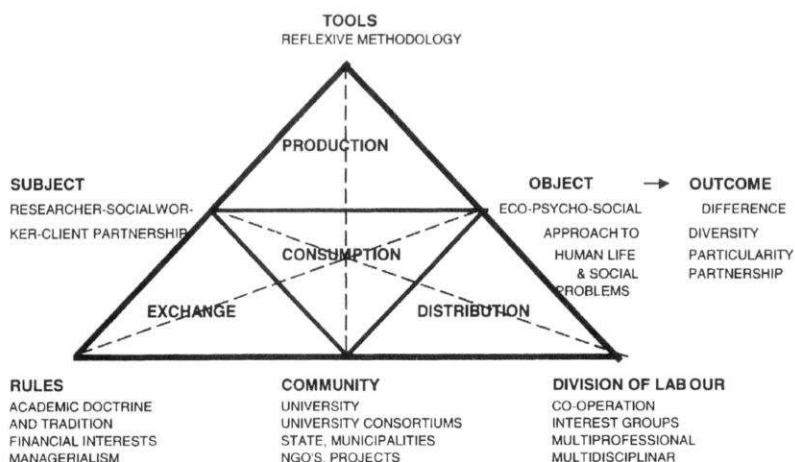 TOOLS
REFLEXIVE METHODOLOGY
PRODUCTION
SUBJECT
RESEARCHER-SOCIALWOR-
KER-CLIENT PARTNERSHIP
OBJECT → OUTCOME
ECO-PSYCHO-SOCIAL DIFFERENCE
APPROACH TO DIVERSITY
HUMAN LIFE PARTICULARITY
& SOCIAL PARTNERSHIP
PROBLEMS
CONSUMPTION
EXCHANGE
DISTRIBUTION
RULES
ACADEMIC DOCTRINE
AND TRADITION
FINANCIAL INTERESTS
MANAGERIALISM
COMMUNITY
UNIVERSITY
UNIVERSITY CONSORTIUMS
STATE, MUNICIPALITIES
NGO'S, PROJECTS
DIVISION OF LABOUR
CO-OPERATION
INTEREST GROUPS
MULTIPROFESSIONAL
MULTIDISCIPLINAR